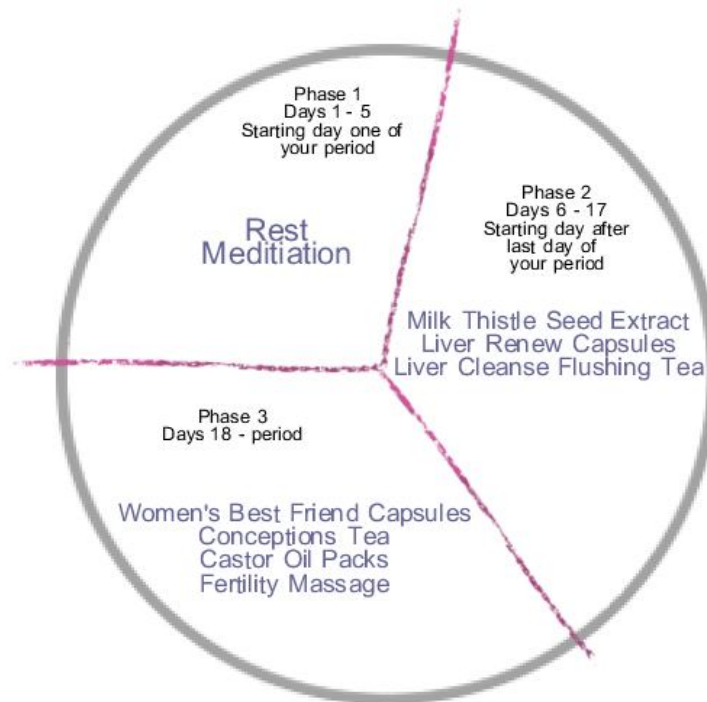 Phase 1
Days 1 - 5
Starting day one of
your period
Rest
Meditiation
Phase 2
Days 6 - 17
Starting day after
last day of
your period
Milk Thistle Seed Extract
Liver Renew Capsules
Liver Cleanse Flushing Tea
Phase 3
Days 18 - period
Women's Best Friend Capsules
Conceptions Tea
Castor Oil Packs
Fertility Massage